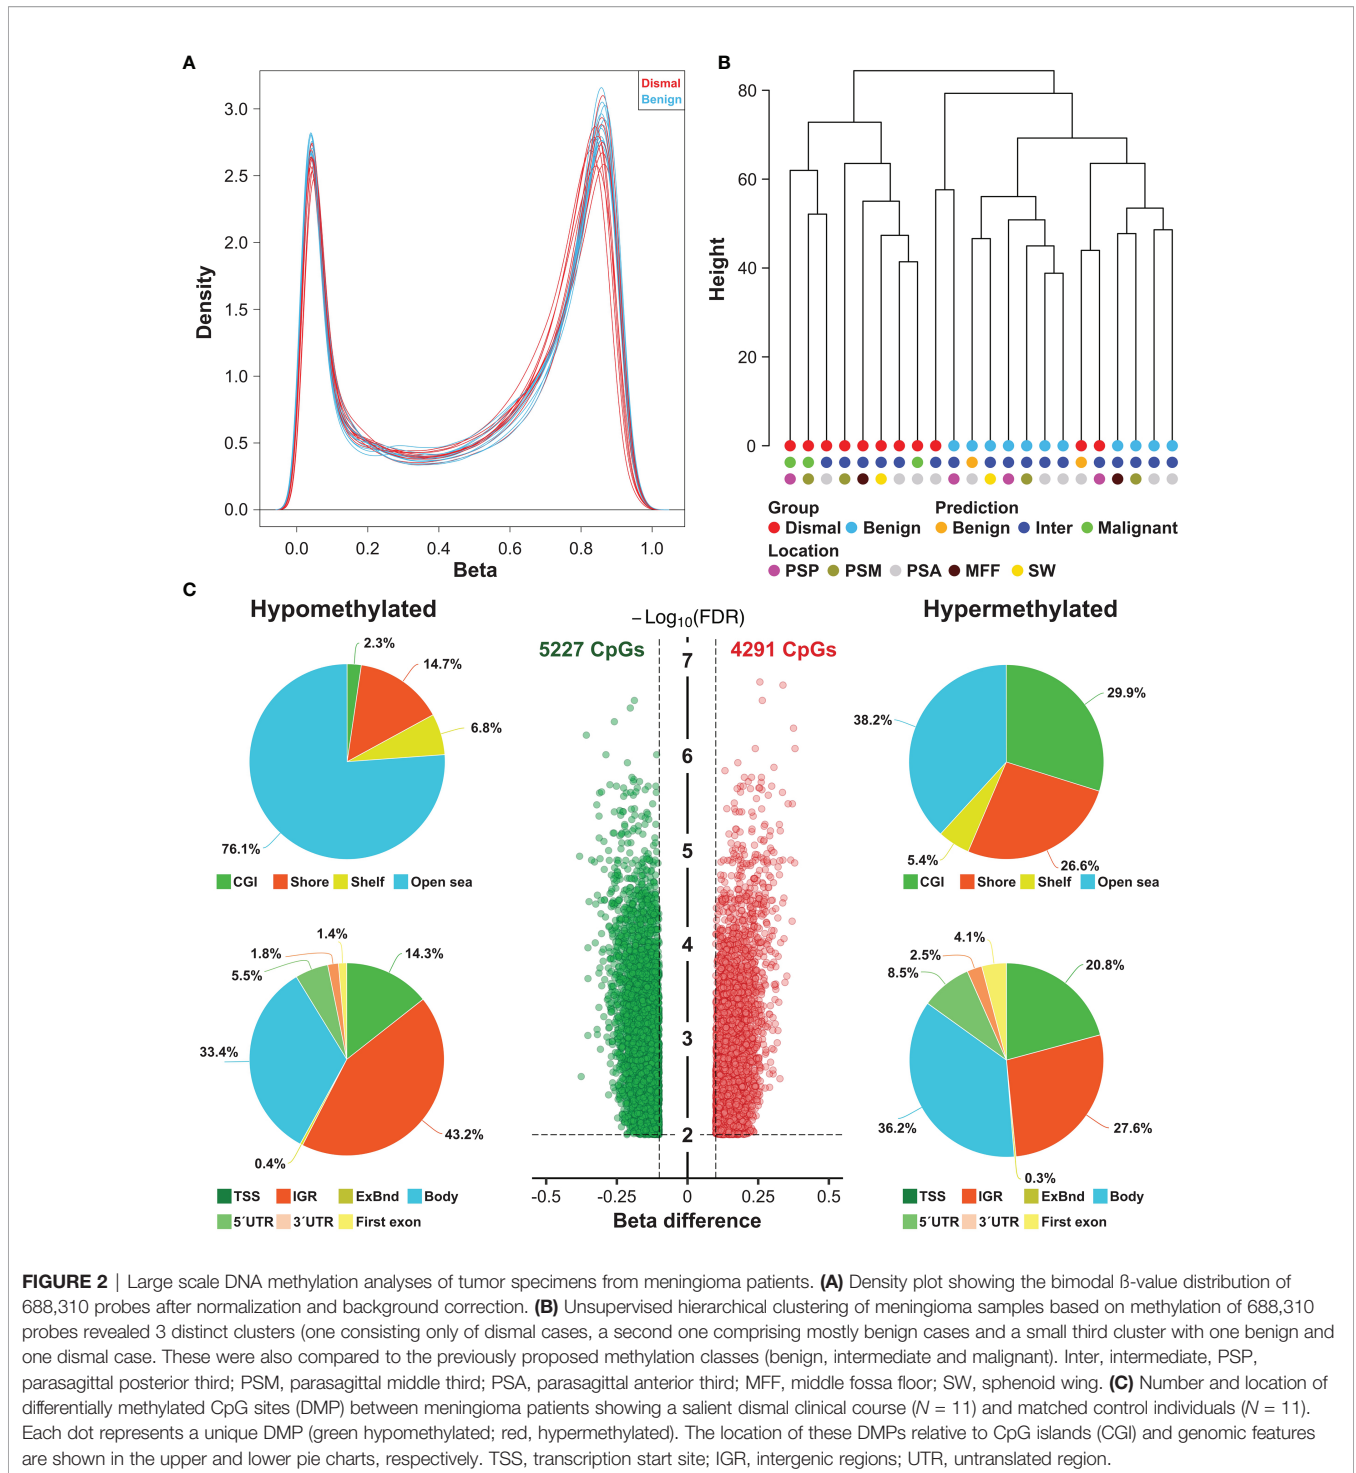 A
Dismal
Benign
3.0
2.5
2.0
1.5
1.0
0.5
0.0
Density
0.0 0.2 0.4 0.6 0.8 1.0
Beta
B
80
60
40
20
0
Height
Group Prediction
Dismal Benign Benign Inter Malignant
Location
PSP PSM PSA MFF SW
C
Hypomethylated
2.3%
14.7%
6.8%
76.1%
CGI Shore Shelf Open sea
1.4%
1.8%
5.5%
14.3%
33.4%
43.2%
0.4%
TSS IGR ExBnd Body
5´UTR 3´UTR First exon
−Log10(FDR)
5227 CpGs 4291 CpGs
7
6
5
4
3
2
-0.5 -0.25 0 0.25 0.5
Beta difference
Hypermethylated
29.9%
38.2%
5.4%
26.6%
CGI Shore Shelf Open sea
4.1%
2.5%
8.5%
20.8%
36.2%
27.6%
0.3%
TSS IGR ExBnd Body
5´UTR 3´UTR First exon
FIGURE 2 | Large scale DNA methylation analyses of tumor specimens from meningioma patients. (A) Density plot showing the bimodal ß-value distribution of
688,310 probes after normalization and background correction. (B) Unsupervised hierarchical clustering of meningioma samples based on methylation of 688,310
probes revealed 3 distinct clusters (one consisting only of dismal cases, a second one comprising mostly benign cases and a small third cluster with one benign and
one dismal case. These were also compared to the previously proposed methylation classes (benign, intermediate and malignant). Inter, intermediate, PSP,
parasagittal posterior third; PSM, parasagittal middle third; PSA, parasagittal anterior third; MFF, middle fossa floor; SW, sphenoid wing. (C) Number and location of
differentially methylated CpG sites (DMP) between meningioma patients showing a salient dismal clinical course (N = 11) and matched control individuals (N = 11).
Each dot represents a unique DMP (green hypomethylated; red, hypermethylated). The location of these DMPs relative to CpG islands (CGI) and genomic features
are shown in the upper and lower pie charts, respectively. TSS, transcription start site; IGR, intergenic regions; UTR, untranslated region.